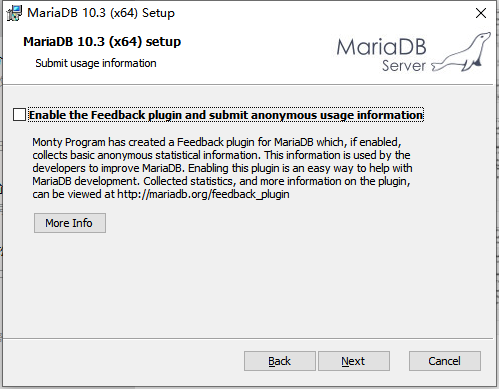 MariaDB 10.3 (x64) Setup
MariaDB 10.3 (x64) setup
Submit usage information
MariaDB
Server
Enable the Feedback plugin and submit anonymous usage information
Monty Program has created a Feedback plugin for MariaDB which, if enabled,
collects basic anonymous statistical information. This information is used by the
developers to improve MariaDB. Enabling this plugin is an easy way to help with
MariaDB development. Collected statistics, and more information on the plugin,
can be viewed at http://mariadb.org/feedback_plugin
More Info
Back
Next
Cancel